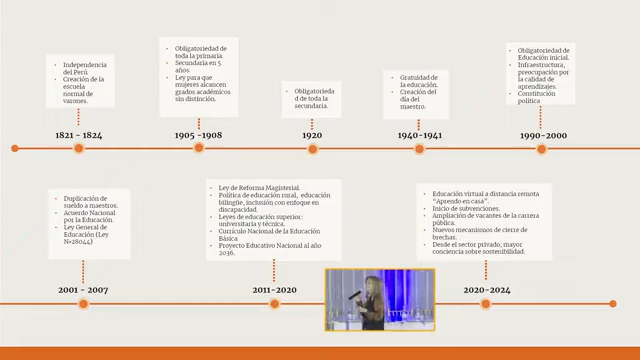 Independencia
del Perú
Creación de la
escuela
normal de
varones.
1821 - 1824
Obligatoriedad de
toda la primaria.
Secundaria en 5
años
Ley para que
mujeres alcancen
grados académicos
sin distinción.
1905 -1908
Obligatorieda
d de toda la
secundaria.
1920
Gratuidad de
la educación.
Creación del
día del
maestro.
1940-1941
Obligatoriedad de
Educación inicial.
Infraestructura,
preocupación por
la calidad de
aprendizajes.
Constitución
política
1990-2000
Duplicación de
sueldo a maestros.
Acuerdo Nacional
por la Educación
Ley General de
Educación (Ley
N°28044)
2001 - 2007
Ley de Reforma Magisterial.
Política de educación rural, educación
bilingüe, inclusión con enfoque en
discapacidad.
Leyes de educación superior:
universitaria y técnica.
Currículo Nacional de la Educación
Básica
Proyecto Educativo Nacional al año
2036.
2011-2020
Educación virtual a distancia remota
"Aprendo en casa".
Inicio de subvenciones.
Ampliación de vacantes de la carrera
pública.
Nuevos mecanismos de cierre de
brechas.
Desde el sector privado, mayor
conciencia sobre sostenibilidad.
2020-2024